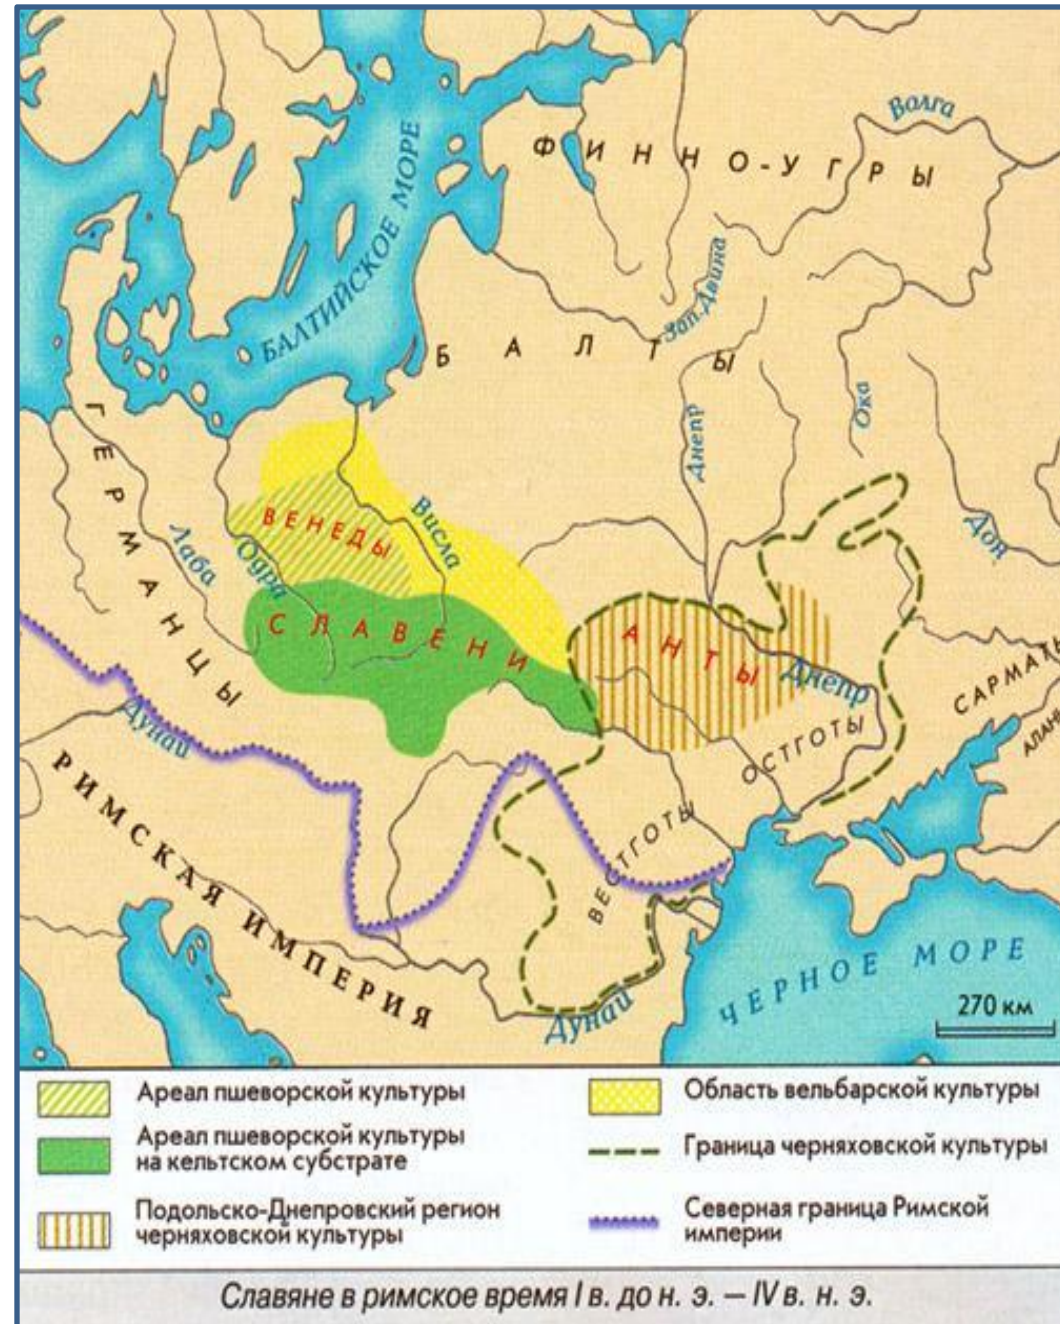 Волга
ФИННО-УГРЫ
БАЛТИЙСКОЕ МОРЕ
Зап. Двина
БАЛТЫ
Днепр
Ока
ГЕРМАНЦЫ
Лаба
Одра
ВЕНЕДЫ
Висла
Дон
СЛАВЕНИ
АНТЫ
Днепр
САРМАТЫ
АЛАНЫ
ОСТГОТЫ
Дунай
ВЕСТГОТЫ
РИМСКАЯ ИМПЕРИЯ
Дунай
ЧЕРНОЕ МОРЕ
270 км
Ареал пшеворской культуры
Ареал пшеворской культуры
на кельтском субстрате
Подольско-Днепровский регион
черняховской культуры
Область вельбарской культуры
Граница черняховской культуры
Северная граница Римской
империи
Славяне в римское время I в. до н. э. — IV в. н. э.